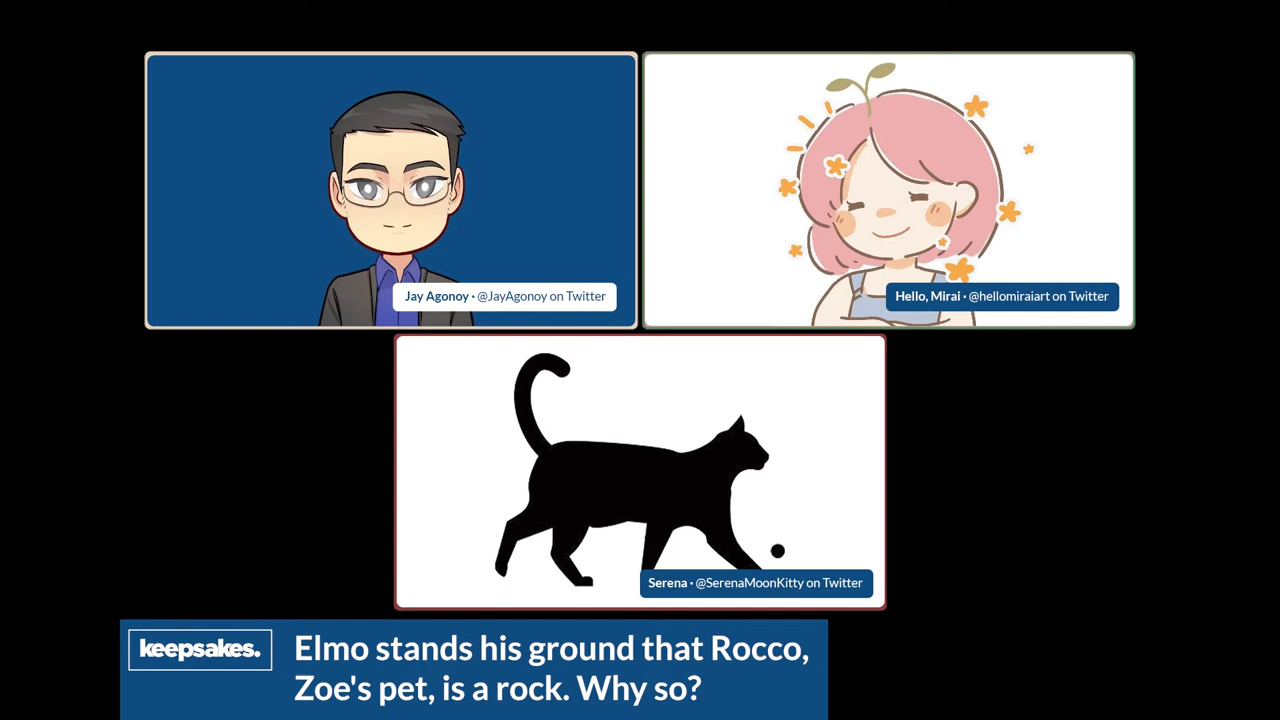 Jay Agonoy · @JayAgonoy on Twitter
Hello, Mirai · @hellomiraiart on Twitter
Serena · @SerenaMoonKitty on Twitter
keepsakes.
Elmo stands his ground that Rocco,
Zoe's pet, is a rock. Why so?